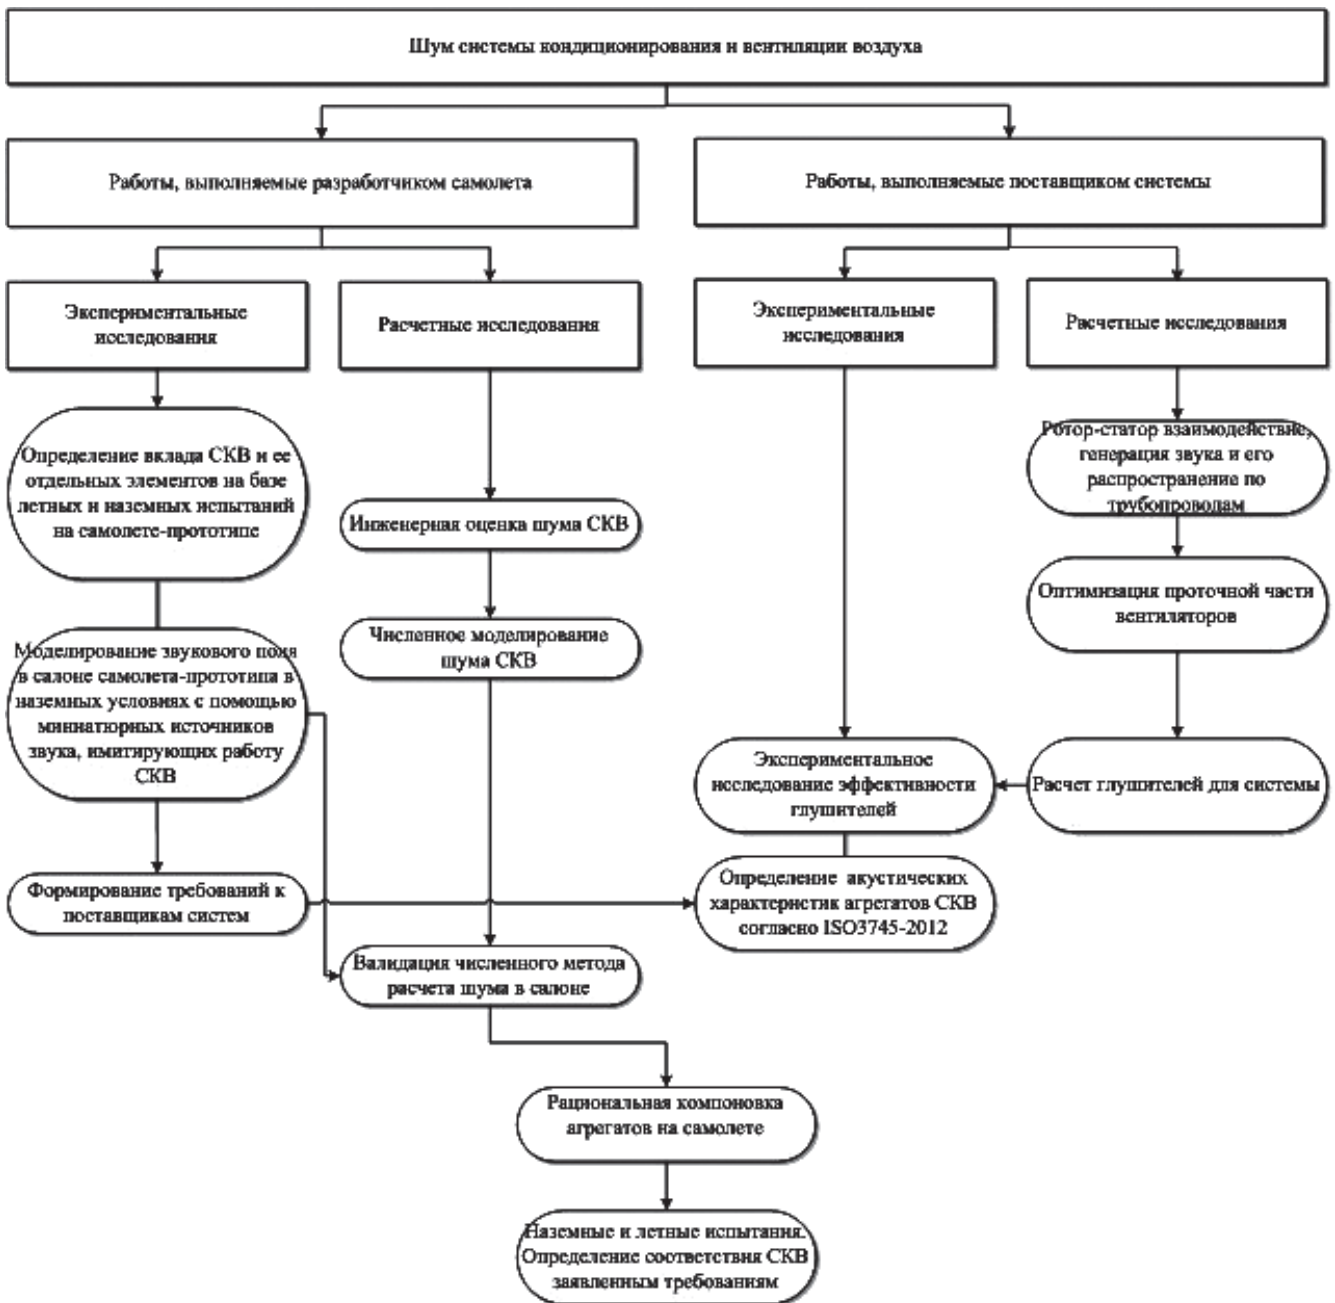 Шум системы кондиционирования и вентиляции воздуха
Работы, выполняемые разработчиком самолета
Работы, выполняемые поставщиком системы
Экспериментальные
исследования
Расчетные исследования
Экспериментальные
исследования
Расчетные исследования
Определение вклада СКВ и ее
отдельных элементов на базе
летных и наземных испытаний
на самолете-прототипе
Ротор-статор взаимодействие,
генерация звука и его
распространение по
трубопроводам
Инженерная оценка шума СКВ
Оптимизация проточной части
вентиляторов
Численное моделирование
шума СКВ
Моделирование звукового поля
в салоне самолета-прототипа в
наземных условиях с помощью
миниатюрных источников
звука, имитирующих работу
СКВ
Экспериментальное
исследование эффективности
глушителей
Расчет глушителей для системы
Формирование требований к
поставщикам систем
Определение акустических
характеристик агрегатов СКВ
согласно ISO3745-2012
Валидация численного метода
расчета шума в салоне
Рациональная компоновка
агрегатов на самолете
Наземные и летные испытания.
Определение соответствия СКВ
заявленным требованиям